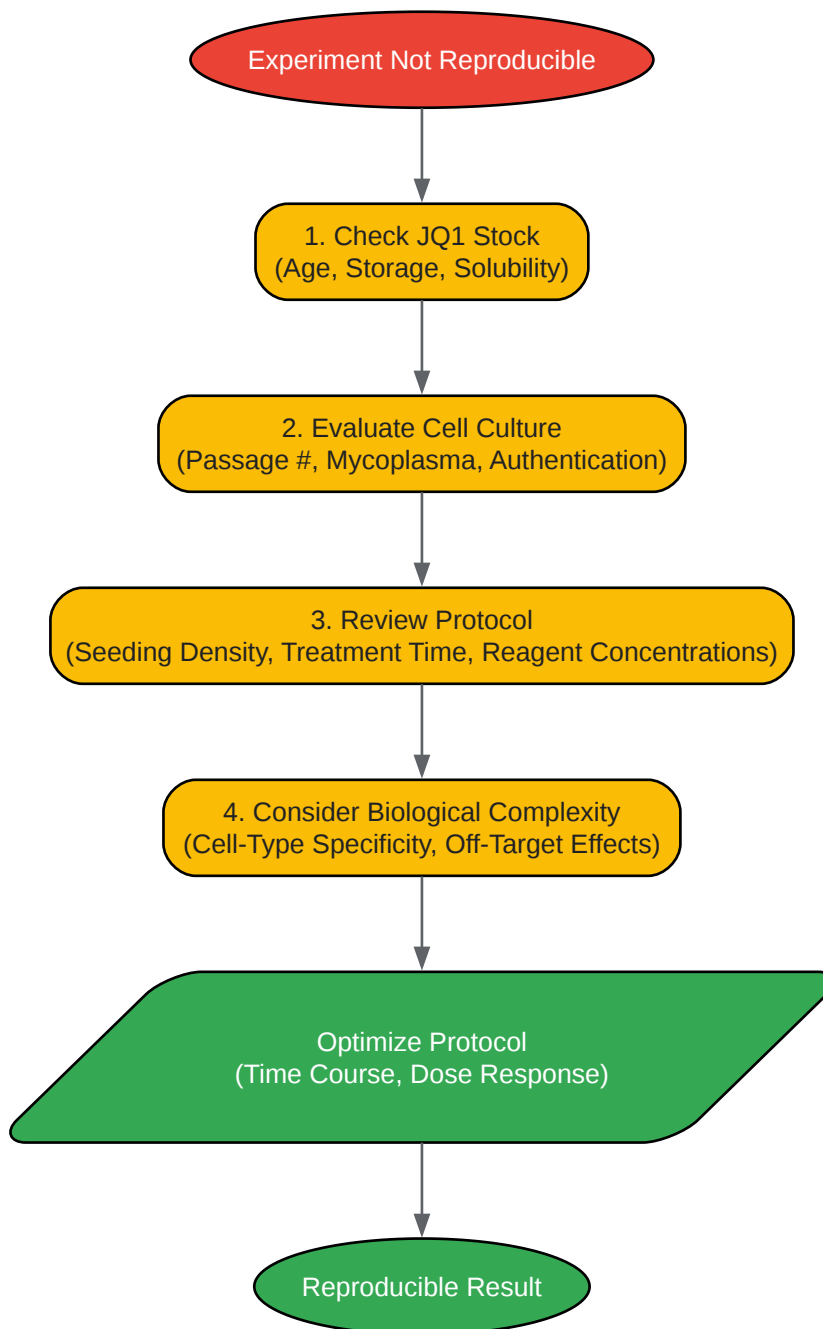 Experiment Not Reproducible
1. Check JQ1 Stock
(Age, Storage, Solubility)
2. Evaluate Cell Culture
(Passage #, Mycoplasma, Authentication)
3. Review Protocol
(Seeding Density, Treatment Time, Reagent Concentrations)
4. Consider Biological Complexity
(Cell-Type Specificity, Off-Target Effects)
Optimize Protocol
(Time Course, Dose Response)
Reproducible Result